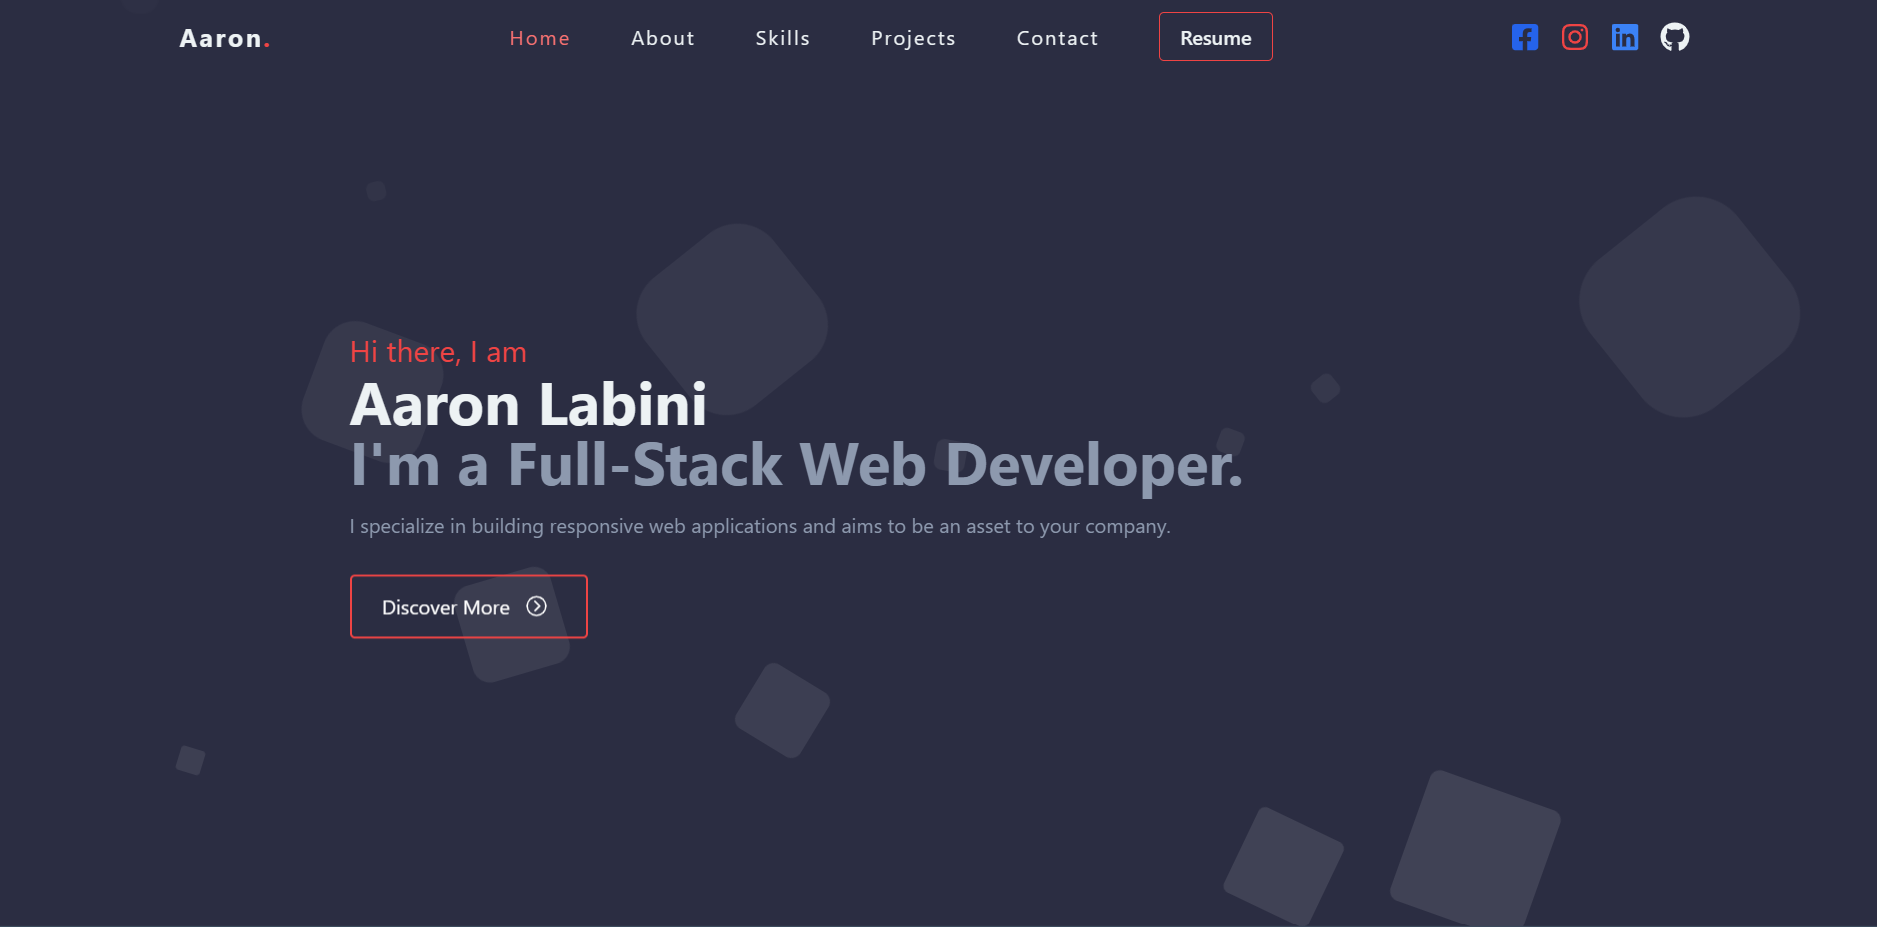 Aaron.
Home About Skills Projects Contact Resume
Hi there, I am
Aaron Labini
I'm a Full-Stack Web Developer.
I specialize in building responsive web applications and aims to be an asset to your company.
Discover More